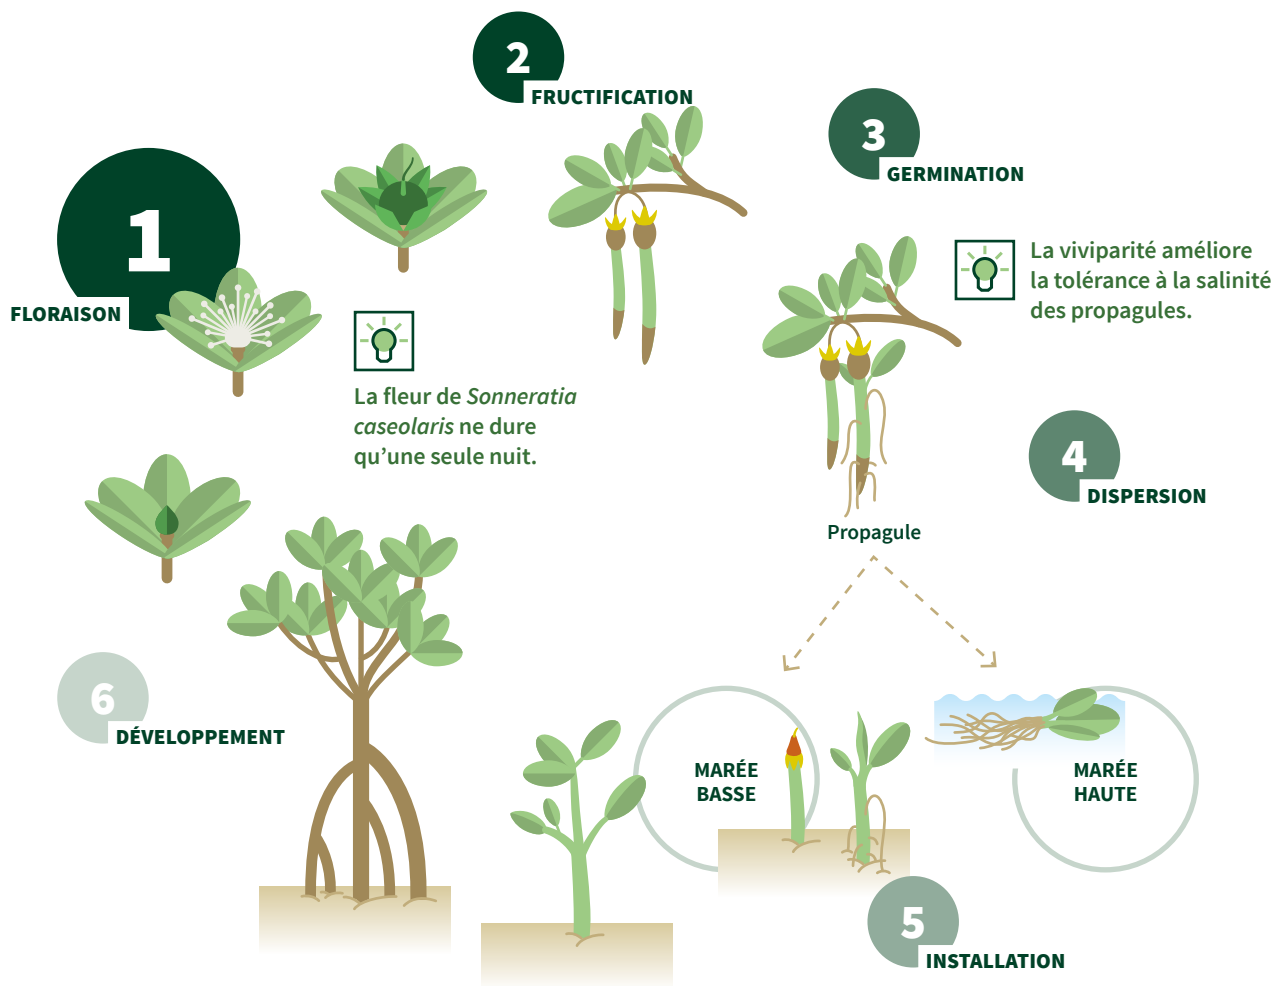 1
FLORAISON
2
FRUCTIFICATION
3
GERMINATION
La fleur de Sonneratia
caseolaris ne dure
qu’une seule nuit.
La viviparité améliore
la tolérance à la salinité
des propagules.
4
DISPERSION
Propagule
MARÉE
BASSE
MARÉE
HAUTE
5
INSTALLATION
6
DÉVELOPPEMENT